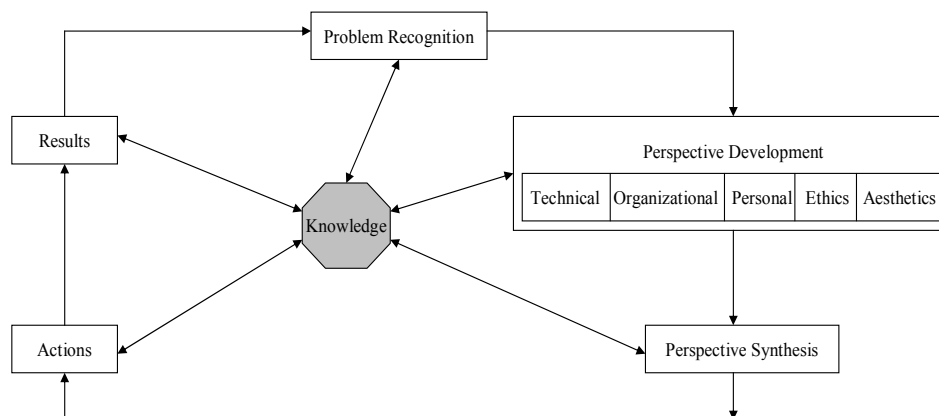 Problem Recognition
Results
Perspective Development
Technical Organizational Personal Ethics Aesthetics
Knowledge
Actions
Perspective Synthesis